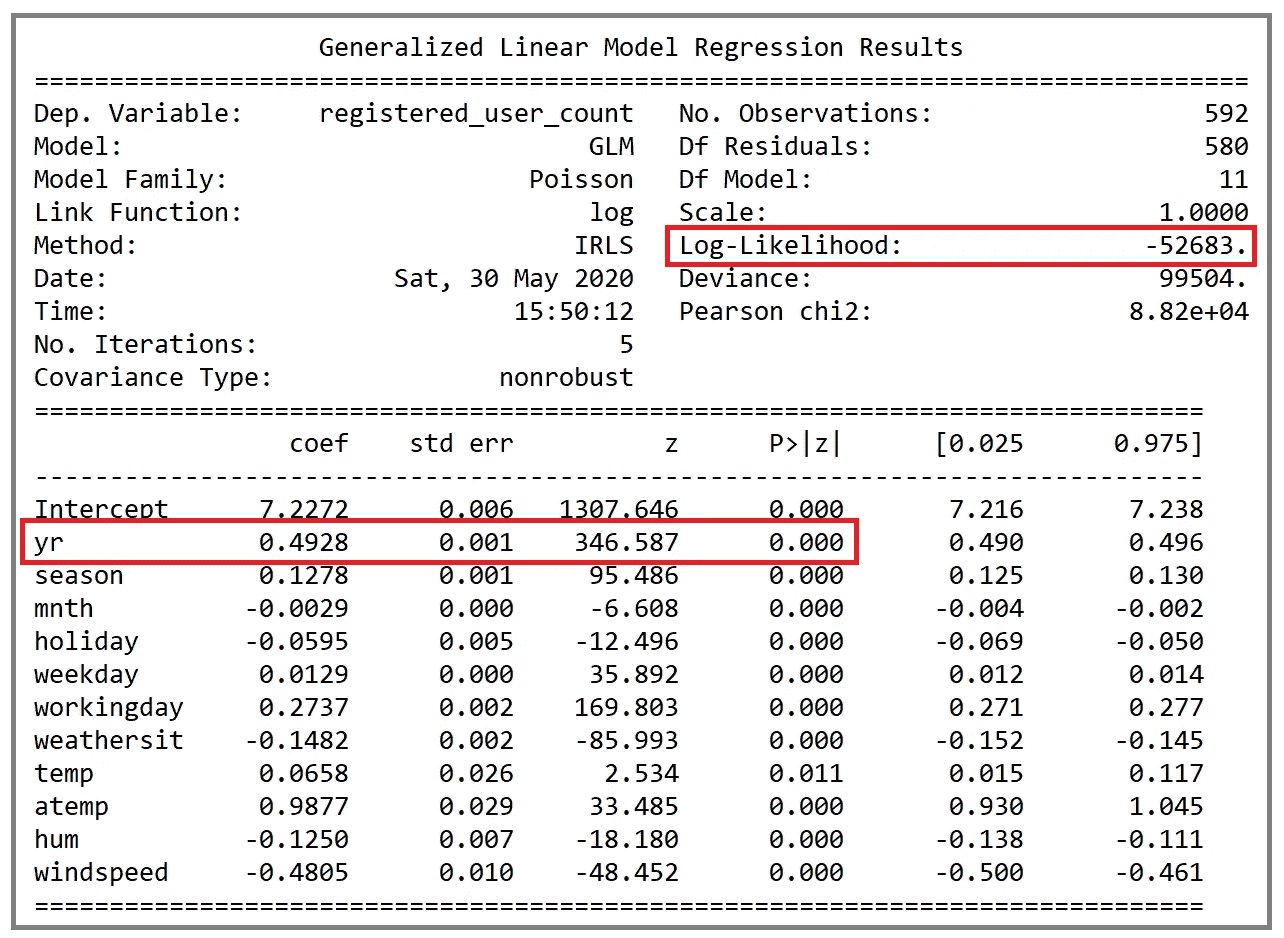 Generalized Linear Model Regression Results
==============================================================================
Dep. Variable: registered_user_count No. Observations: 592
Model: GLM Df Residuals: 580
Model Family: Poisson Df Model: 11
Link Function: log Scale: 1.0000
Method: IRLS Log-Likelihood: -52683.
Date: Sat, 30 May 2020 Deviance: 99504.
Time: 15:50:12 Pearson chi2: 8.82e+04
No. Iterations: 5
Covariance Type: nonrobust
==============================================================================
coef std err z P>|z| [0.025 0.975]
------------------------------------------------------------------------------
Intercept 7.2272 0.006 1307.646 0.000 7.216 7.238
yr 0.4928 0.001 346.587 0.000 0.490 0.496
season 0.1278 0.001 95.486 0.000 0.125 0.130
mnth -0.0029 0.000 -6.608 0.000 -0.004 -0.002
holiday -0.0595 0.005 -12.496 0.000 -0.069 -0.050
weekday 0.0129 0.000 35.892 0.000 0.012 0.014
workingday 0.2737 0.002 169.803 0.000 0.271 0.277
weathersit -0.1482 0.002 -85.993 0.000 -0.152 -0.145
temp 0.0658 0.026 2.534 0.011 0.015 0.117
atemp 0.9877 0.029 33.485 0.000 0.930 1.045
hum -0.1250 0.007 -18.180 0.000 -0.138 -0.111
windspeed -0.4805 0.010 -48.452 0.000 -0.500 -0.461
==============================================================================